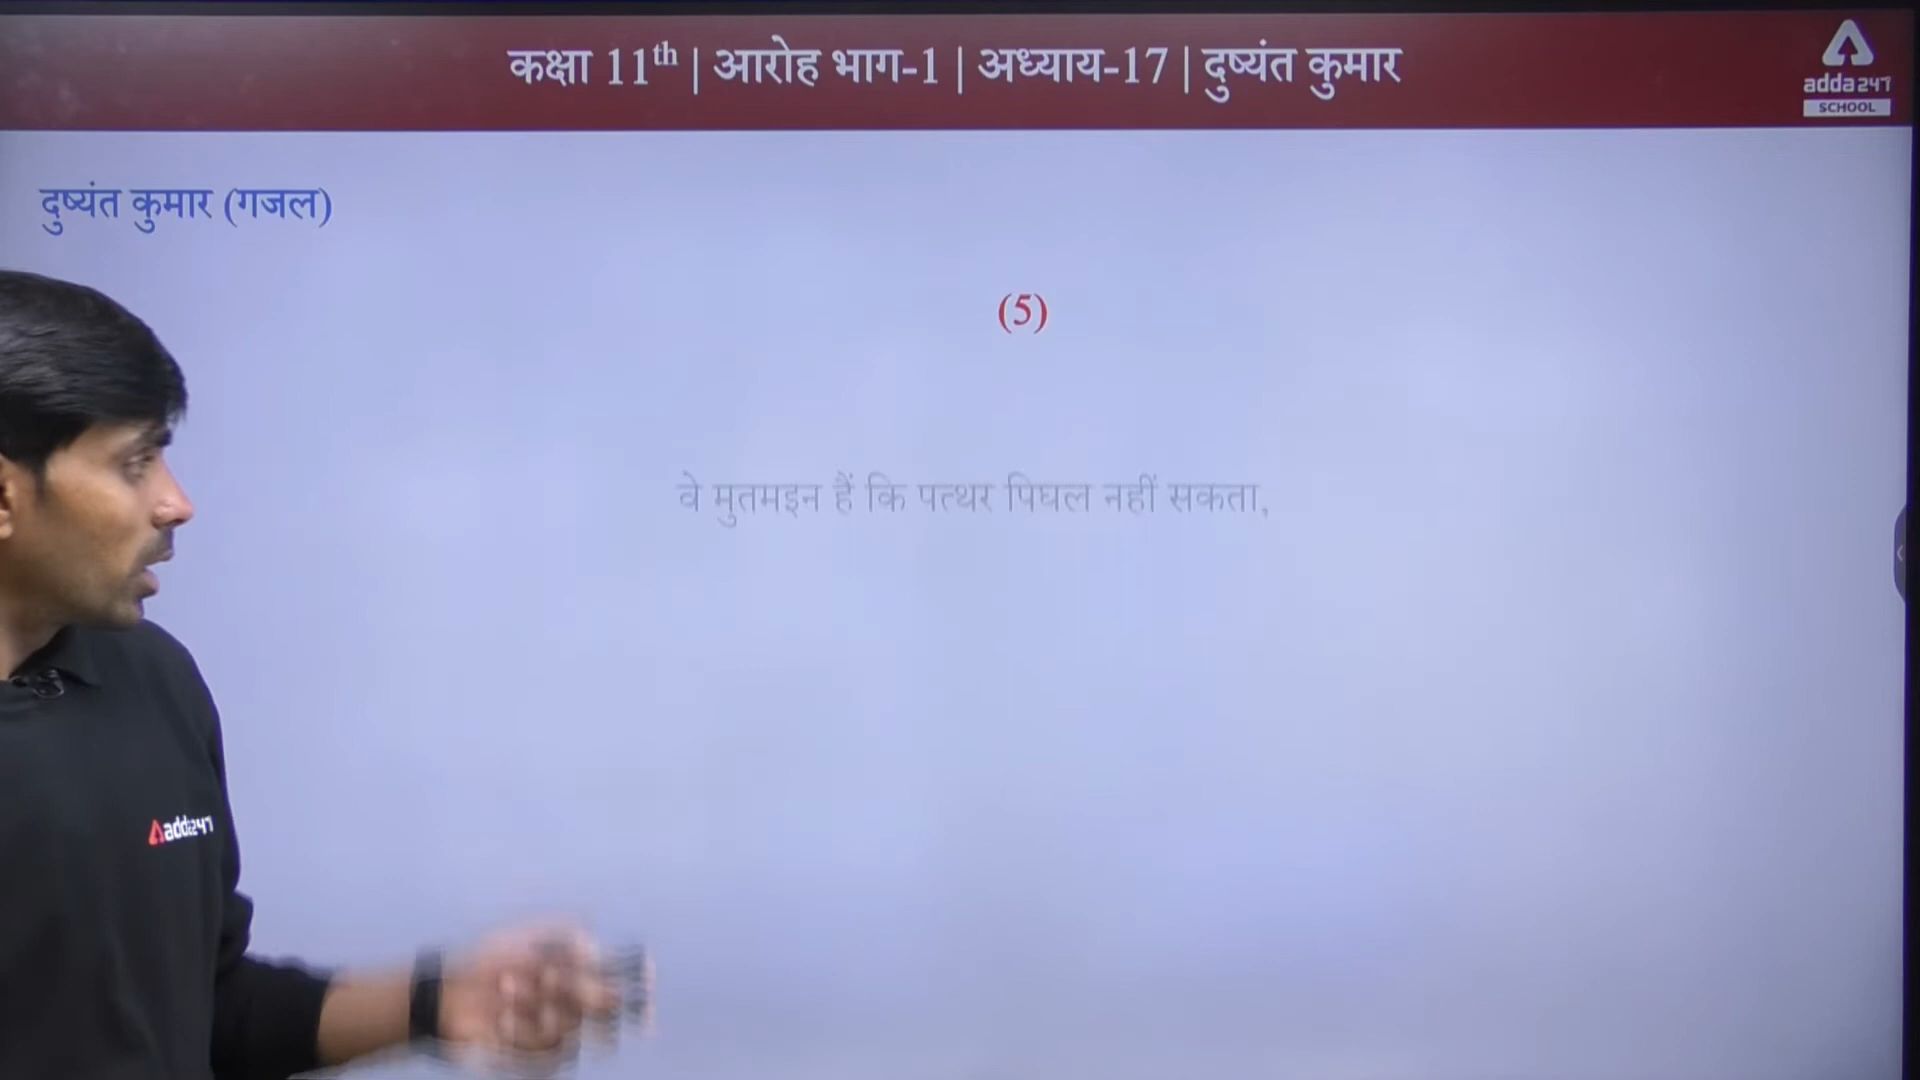 कक्षा 11th | आरोह भाग-1 | अध्याय-17 | दुष्यंत कुमार
adda247
SCHOOL
दुष्यंत कुमार (गजल)
(5)
वे मुतमइन हैं कि पत्थर पिघल नहीं सकता,
adda247